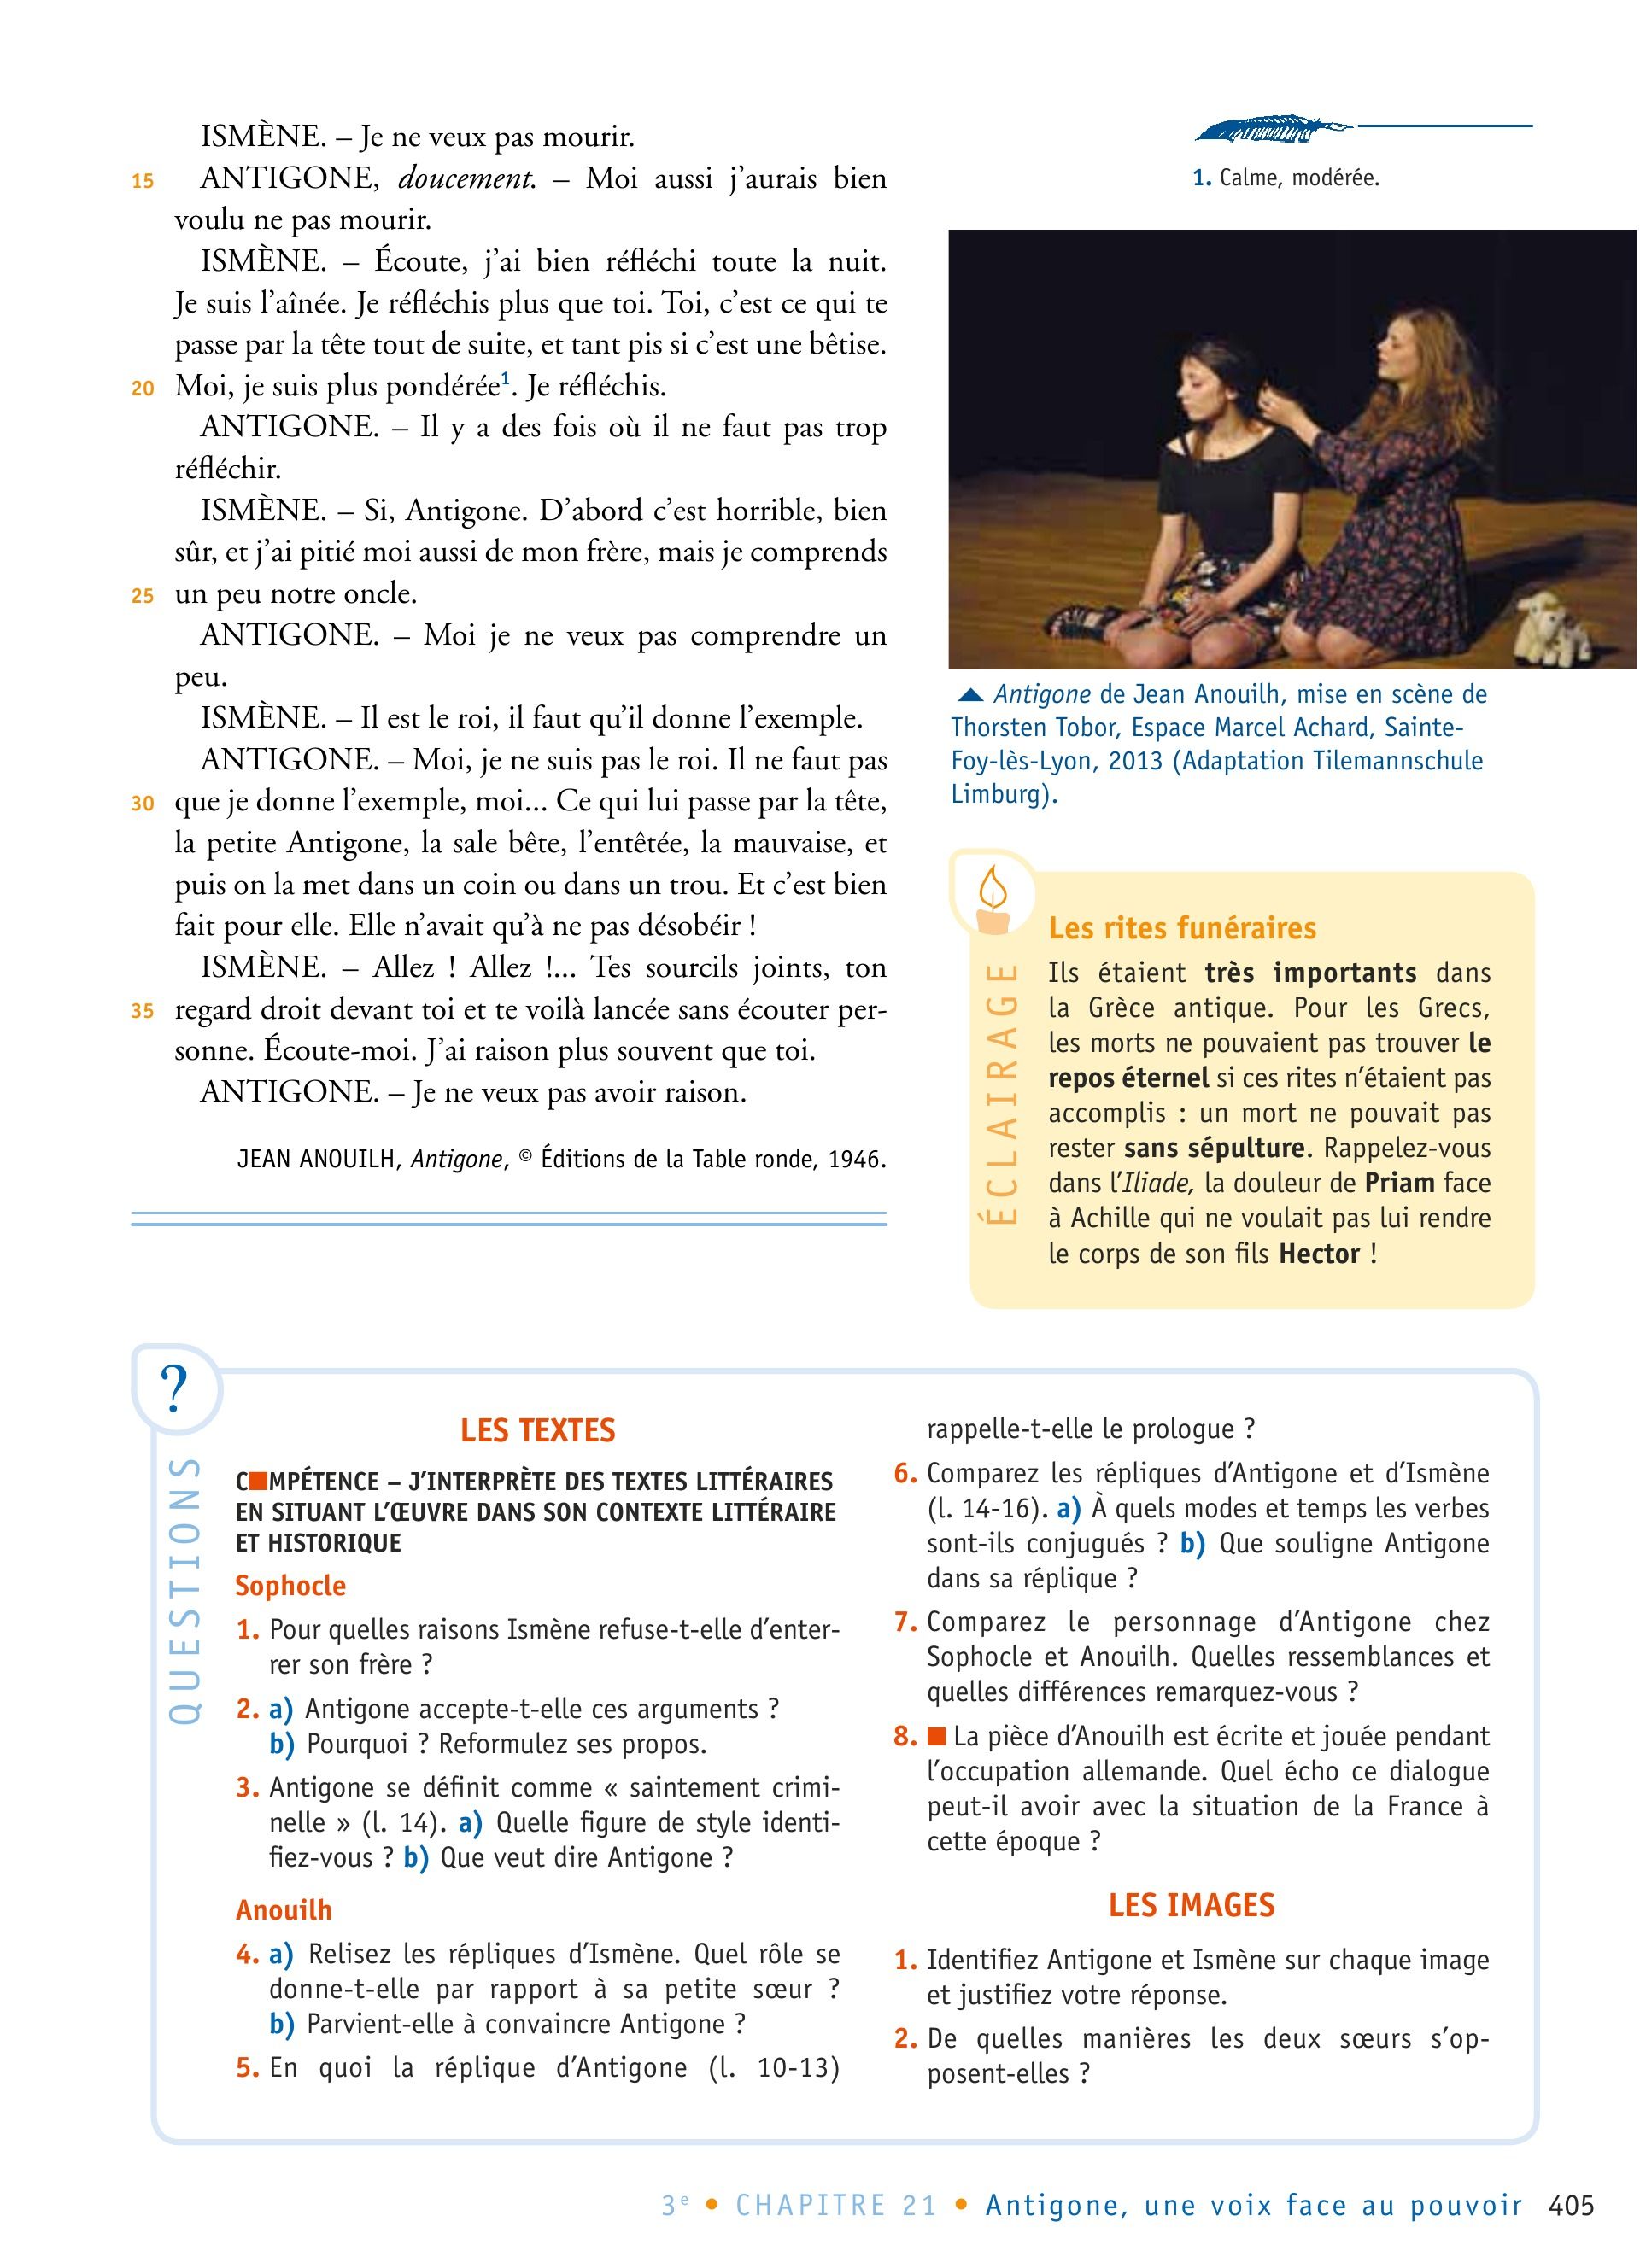 ISMÈNE. – Je ne veux pas mourir.
15 ANTIGONE, doucement. – Moi aussi j'aurais bien
voulu ne pas mourir.
ISMÈNE. – Écoute, j'ai bien réfléchi toute la nuit.
Je suis l'aînée. Je réfléchis plus que toi. Toi, c'est ce qui te
passe par la tête tout de suite, et tant pis si c'est une bêtise.
20 Moi, je suis plus pondérée¹. Je réfléchis.
ANTIGONE. – Il y a des fois où il ne faut pas trop
réfléchir.
ISMÈNE. – Si, Antigone. D'abord c'est horrible, bien
sûr, et j'ai pitié moi aussi de mon frère, mais je comprends
25 un peu notre oncle.
ANTIGONE. – Moi je ne veux pas comprendre un
peu.
ISMÈNE. – Il est le roi, il faut qu'il donne l'exemple.
ANTIGONE. – Moi, je ne suis pas le roi. Il ne faut pas
30 que je donne l'exemple, moi... Ce qui lui passe par la tête,
la petite Antigone, la sale bête, l'entêtée, la mauvaise, et
puis on la met dans un coin ou dans un trou. Et c'est bien
fait pour elle. Elle n'avait qu'à ne pas désobéir !
ISMÈNE. – Allez ! Allez !... Tes sourcils joints, ton
35 regard droit devant toi et te voilà lancée sans écouter per-
sonne. Écoute-moi. J'ai raison plus souvent que toi.
ANTIGONE. – Je ne veux pas avoir raison.
JEAN ANOUILH, Antigone, © Éditions de la Table ronde, 1946.
1. Calme, modérée.
▲ Antigone de Jean Anouilh, mise en scène de
Thorsten Tobor, Espace Marcel Achard, Sainte-
Foy-lès-Lyon, 2013 (Adaptation Tilemannschule
Limburg).
ÉCLAIRAGE
Les rites funéraires
Ils étaient très importants dans
la Grèce antique. Pour les Grecs,
les morts ne pouvaient pas trouver le
repos éternel si ces rites n'étaient pas
accomplis : un mort ne pouvait pas
rester sans sépulture. Rappelez-vous
dans l'Iliade, la douleur de Priam face
à Achille qui ne voulait pas lui rendre
le corps de son fils Hector !
?
QUESTIONS
LES TEXTES
C■MPÉTENCE – J'INTERPRÈTE DES TEXTES LITTÉRAIRES
EN SITUANT L'ŒUVRE DANS SON CONTEXTE LITTÉRAIRE
ET HISTORIQUE
Sophocle
1. Pour quelles raisons Ismène refuse-t-elle d'enter-
rer son frère ?
2. a) Antigone accepte-t-elle ces arguments ?
b) Pourquoi ? Reformulez ses propos.
3. Antigone se définit comme « saintement crimi-
nelle » (l. 14). a) Quelle figure de style identi-
fiez-vous ? b) Que veut dire Antigone ?
Anouilh
4. a) Relisez les répliques d'Ismène. Quel rôle se
donne-t-elle par rapport à sa petite sœur ?
b) Parvient-elle à convaincre Antigone ?
5. En quoi la réplique d'Antigone (l. 10-13)
rappelle-t-elle le prologue ?
6. Comparez les répliques d'Antigone et d'Ismène
(l. 14-16). a) À quels modes et temps les verbes
sont-ils conjugués ? b) Que souligne Antigone
dans sa réplique ?
7. Comparez le personnage d'Antigone chez
Sophocle et Anouilh. Quelles ressemblances et
quelles différences remarquez-vous ?
8. ■ La pièce d'Anouilh est écrite et jouée pendant
l'occupation allemande. Quel écho ce dialogue
peut-il avoir avec la situation de la France à
cette époque ?
LES IMAGES
1. Identifiez Antigone et Ismène sur chaque image
et justifiez votre réponse.
2. De quelles manières les deux sœurs s'op-
posent-elles ?
3e • CHAPITRE 21 • Antigone, une voix face au pouvoir 405